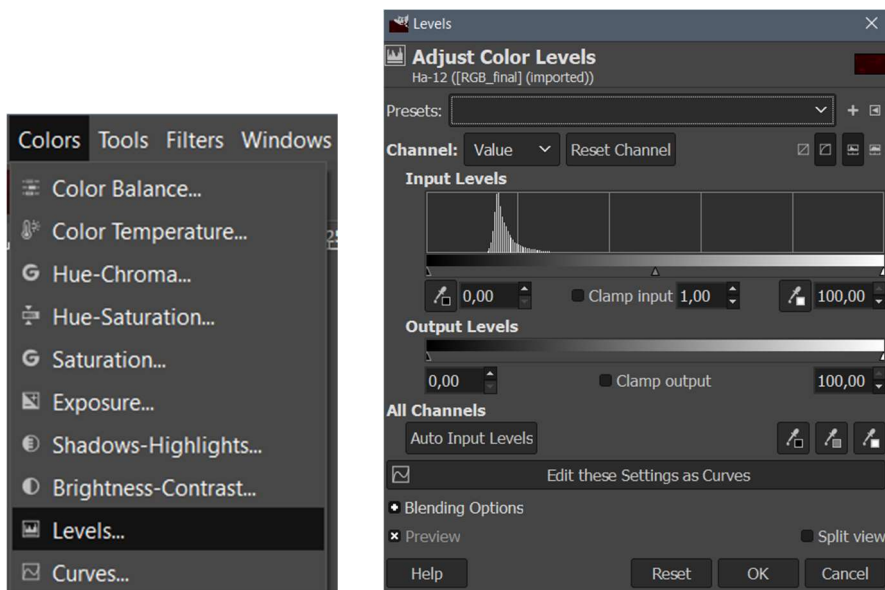 Colors Tools Filters Windows
Color Balance...
Color Temperature...
Hue-Chroma...
Hue-Saturation...
Saturation...
Exposure...
Shadows-Highlights...
Brightness-Contrast...
Levels...
Curves...
Levels
Adjust Color Levels
Ha-12 ([RGB_final] (imported))
Presets:
Channel: Value Reset Channel
Input Levels
0,00 Clamp input 1,00 100,00
Output Levels
0,00 Clamp output 100,00
All Channels
Auto Input Levels
Edit these Settings as Curves
Blending Options
Preview Split view
Help Reset OK Cancel